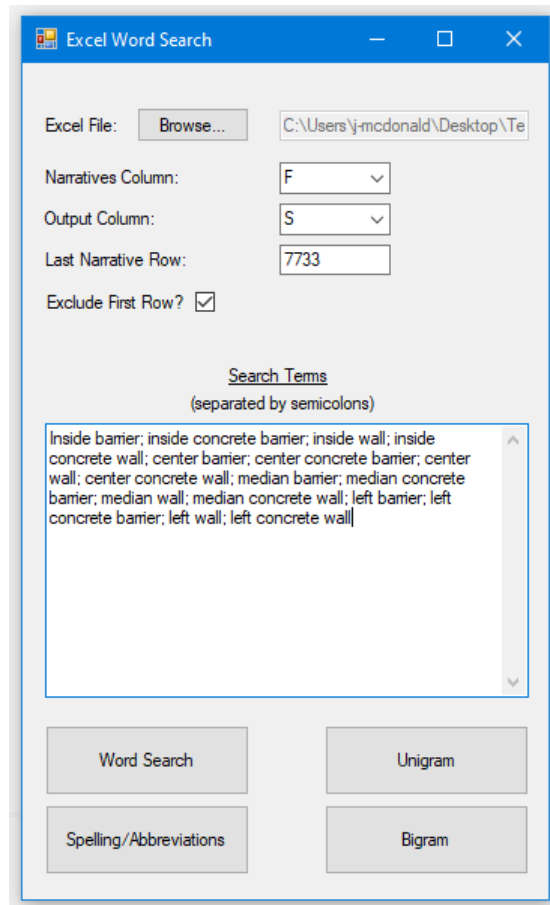 Excel Word Search
Excel File: Browse... C:\Users\j-mcdonald\Desktop\Te
Narratives Column: F
Output Column: S
Last Narrative Row: 7733
Exclude First Row?
Search Terms
(separated by semicolons)
Inside barrier; inside concrete barrier; inside wall; inside
concrete wall; center barrier; center concrete barrier; center
wall; center concrete wall; median barrier; median concrete
barrier; median wall; median concrete wall; left barrier; left
concrete barrier; left wall; left concrete wall
Word Search Unigram
Spelling/Abbreviations Bigram